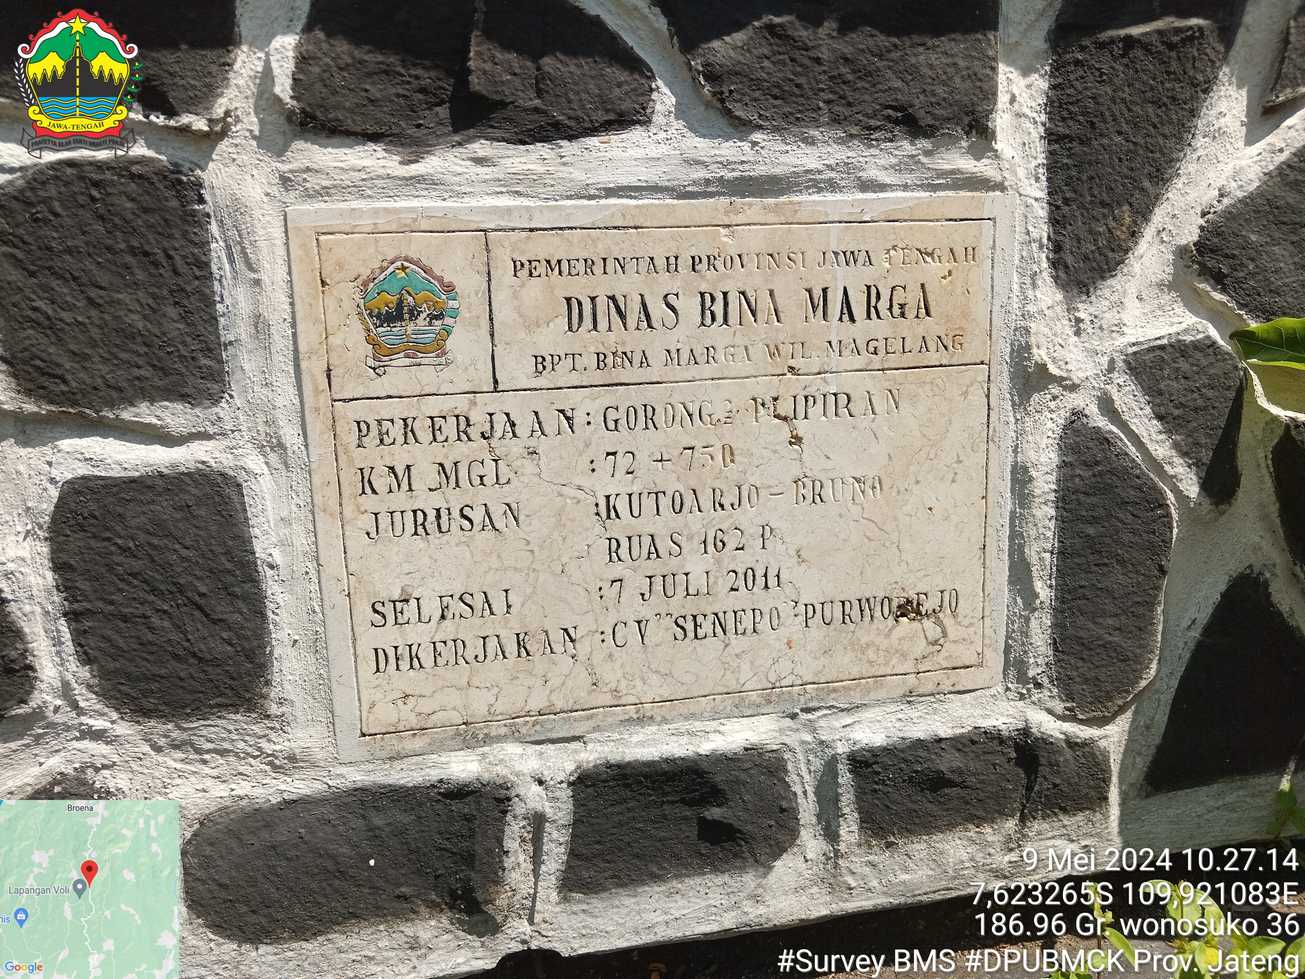 JAWA-TENGAH
PEMERINTAH PROVINSI JAWA TENGAH
DINAS BINA MARGA
BPT. BINA MARGA WIL. MAGELANG
PEKERJAAN : GORONG2 PLIPIRAN
KM MGL : 72 + 750
JURUSAN : KUTOARJO - BRUNO
RUAS 162 P
SELESAI : 7 JULI 2011
DIKERJAKAN : CV "SENEPO" PURWOREJO
Broena
Lapangan Voli
nis
Google
9 Mei 2024 10.27.14
7,623265S 109,921083E
186.96 Gr. wonosuko 36
#Survey BMS #DPUBMCK Prov. Jateng